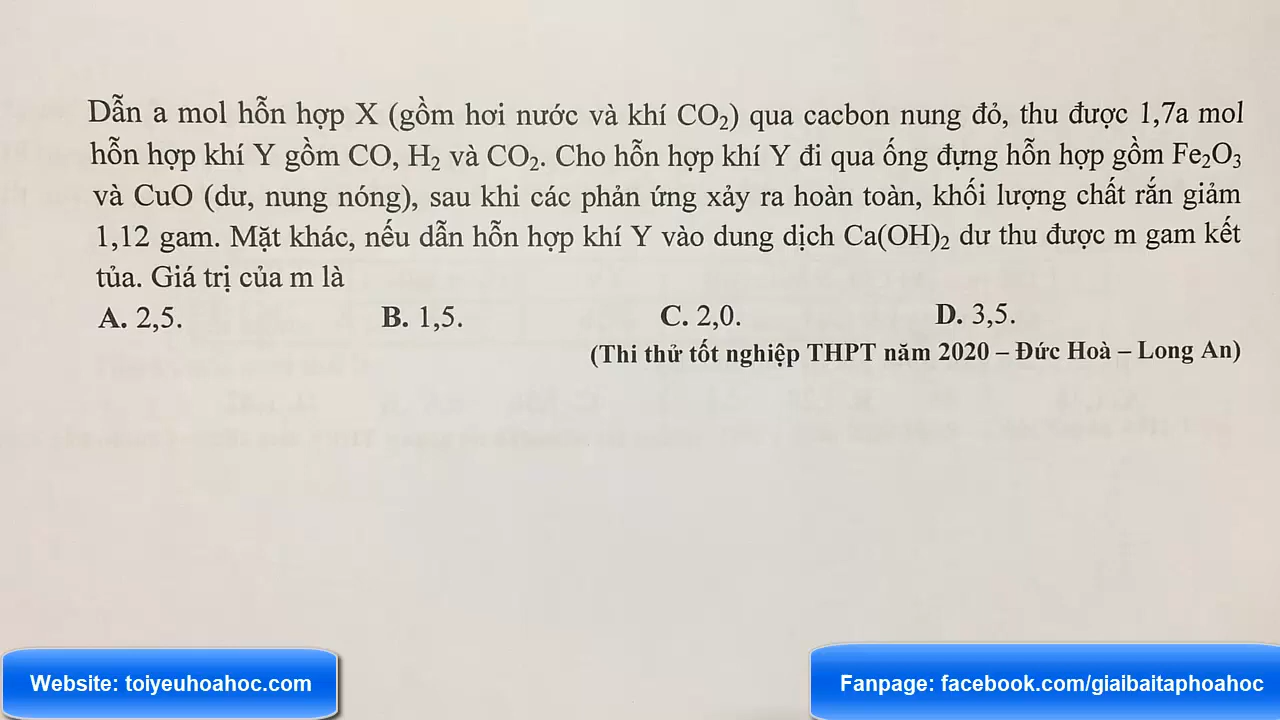 Dẫn a mol hỗn hợp X (gồm hơi nước và khí CO₂) qua cacbon nung đỏ, thu được 1,7a mol
hỗn hợp khí Y gồm CO, H₂ và CO₂. Cho hỗn hợp khí Y đi qua ống đựng hỗn hợp gồm Fe₂O₃
và CuO (dư, nung nóng), sau khi các phản ứng xảy ra hoàn toàn, khối lượng chất rắn giảm
1,12 gam. Mặt khác, nếu dẫn hỗn hợp khí Y vào dung dịch Ca(OH)₂ dư thu được m gam kết
tủa. Giá trị của m là
A. 2,5. B. 1,5. C. 2,0. D. 3,5.
(Thi thử tốt nghiệp THPT năm 2020 – Đức Hoà – Long An)
Website: toiyeuhoahoc.com Fanpage: facebook.com/giaibaitaphoahoc